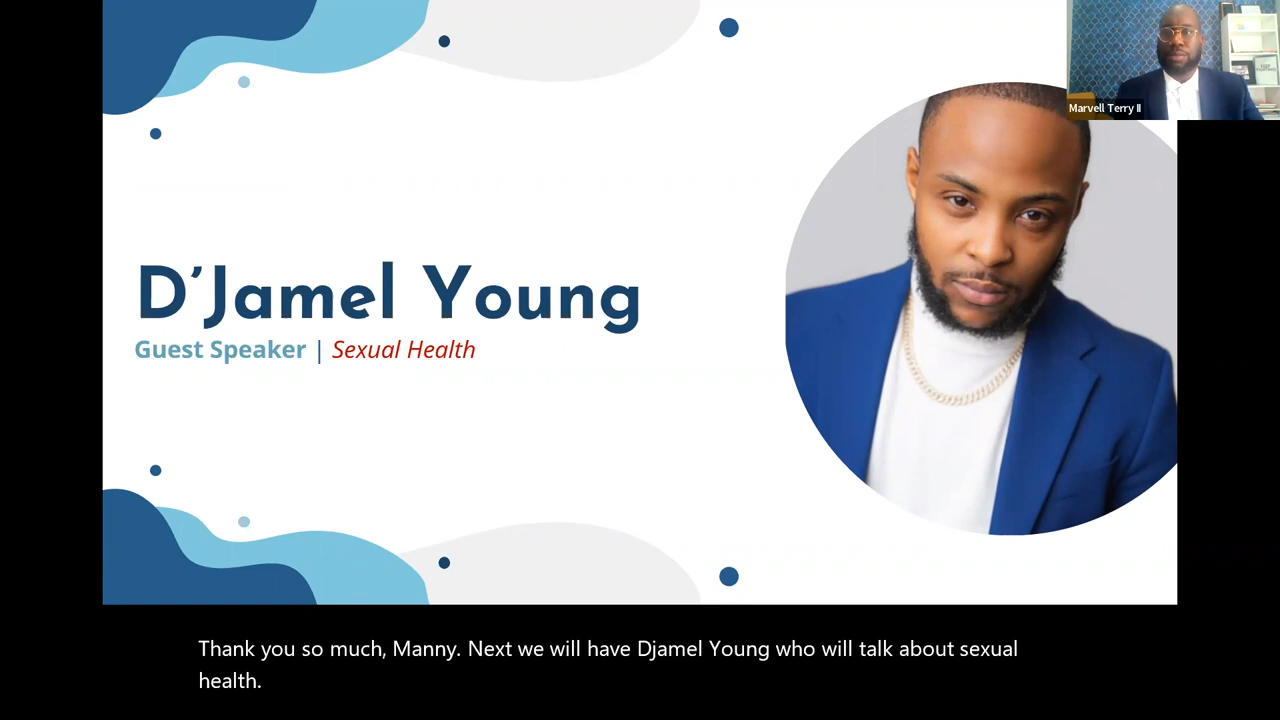 Marvell Terry II
D'Jamel Young
Guest Speaker | Sexual Health
Thank you so much, Manny. Next we will have Djamel Young who will talk about sexual
health.